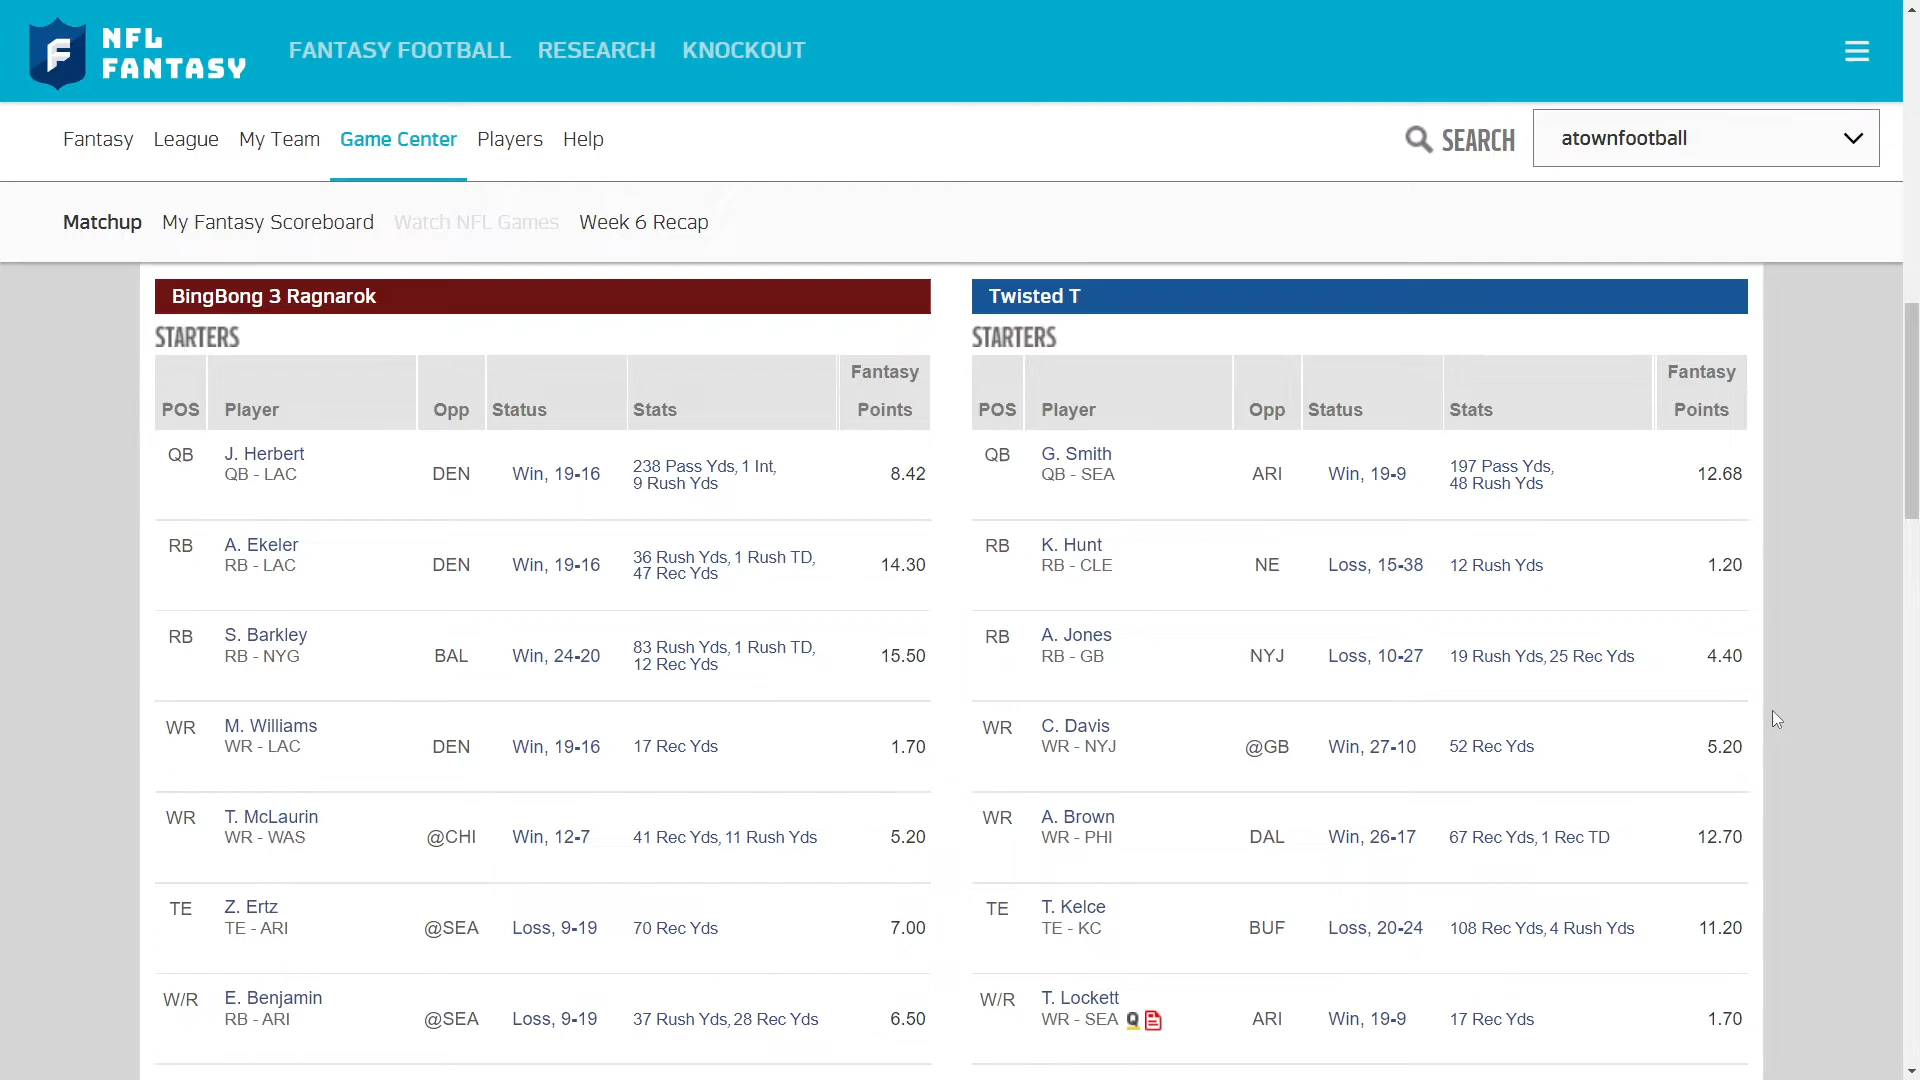 NFL
FANTASY
FANTASY FOOTBALL RESEARCH KNOCKOUT
Fantasy League My Team Game Center Players Help
SEARCH
atownfootball
Matchup My Fantasy Scoreboard Watch NFL Games Week 6 Recap
BingBong 3 Ragnarok
STARTERS
POS Player Opp Status Stats Fantasy Points
QB J. Herbert
QB - LAC DEN Win, 19-16 238 Pass Yds, 1 Int,
9 Rush Yds 8.42
RB A. Ekeler
RB - LAC DEN Win, 19-16 36 Rush Yds, 1 Rush TD,
47 Rec Yds 14.30
RB S. Barkley
RB - NYG BAL Win, 24-20 83 Rush Yds, 1 Rush TD,
12 Rec Yds 15.50
WR M. Williams
WR - LAC DEN Win, 19-16 17 Rec Yds 1.70
WR T. McLaurin
WR - WAS @CHI Win, 12-7 41 Rec Yds, 11 Rush Yds 5.20
TE Z. Ertz
TE - ARI @SEA Loss, 9-19 70 Rec Yds 7.00
W/R E. Benjamin
RB - ARI @SEA Loss, 9-19 37 Rush Yds, 28 Rec Yds 6.50
Twisted T
STARTERS
POS Player Opp Status Stats Fantasy Points
QB G. Smith
QB - SEA ARI Win, 19-9 197 Pass Yds,
48 Rush Yds 12.68
RB K. Hunt
RB - CLE NE Loss, 15-38 12 Rush Yds 1.20
RB A. Jones
RB - GB NYJ Loss, 10-27 19 Rush Yds, 25 Rec Yds 4.40
WR C. Davis
WR - NYJ @GB Win, 27-10 52 Rec Yds 5.20
WR A. Brown
WR - PHI DAL Win, 26-17 67 Rec Yds, 1 Rec TD 12.70
TE T. Kelce
TE - KC BUF Loss, 20-24 108 Rec Yds, 4 Rush Yds 11.20
W/R T. Lockett
WR - SEA Q ARI Win, 19-9 17 Rec Yds 1.70